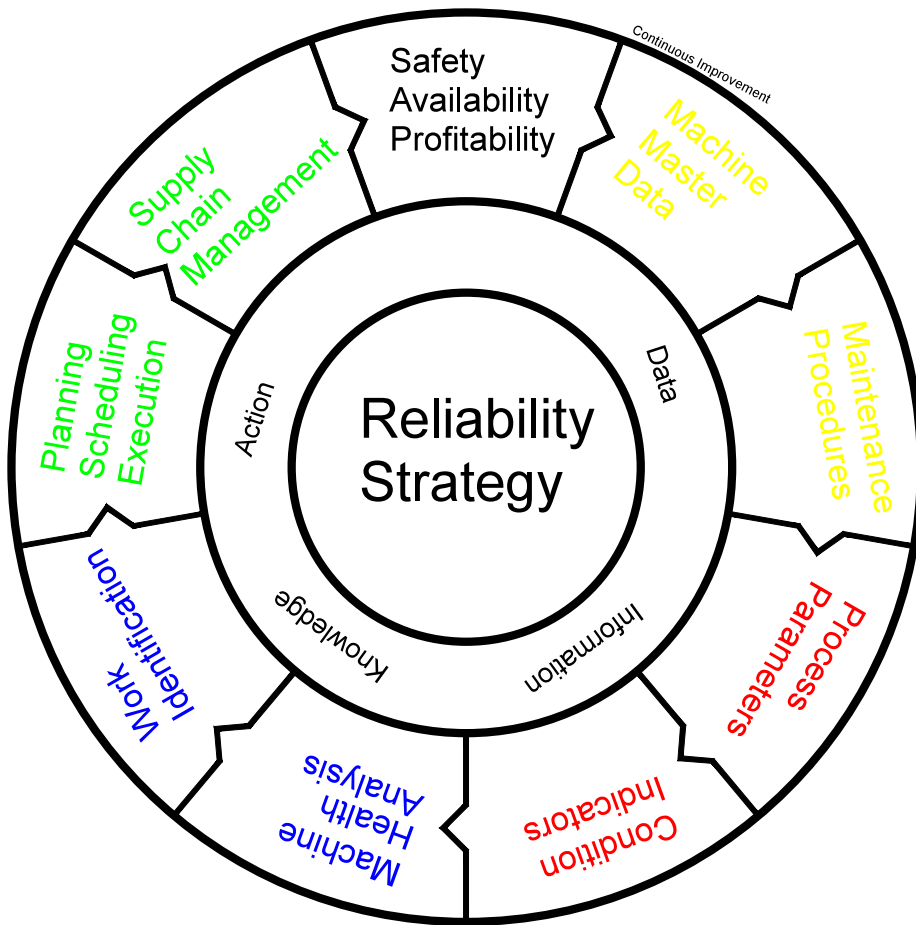 Safety
Availability
Profitability
Continuous Improvement
Machine
Master
Data
Maintenance
Procedures
Process
Parameters
Condition
Indicators
Machine
Health
Analysis
Work
Identification
Planning
Scheduling
Execution
Supply
Chain
Management
Data
Information
Knowledge
Action
Reliability
Strategy